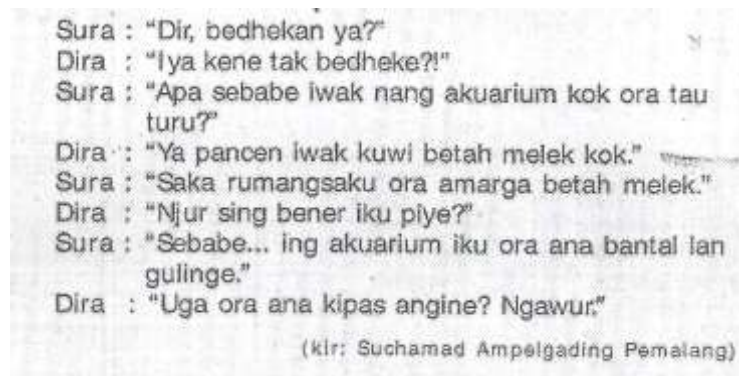 Sura : "Dir, bedhekan ya?"
Dira : "Iya kene tak bedheke?!"
Sura : "Apa sebabe iwak nang akuarium kok ora tau
turu?"
Dira : "Ya pancen iwak kuwi betah melek kok."
Sura : "Saka rumangsaku ora amarga betah melek."
Dira : "Njur sing bener iku piye?"
Sura : "Sebabe... ing akuarium iku ora ana bantal lan
gulinge."
Dira : "Uga ora ana kipas angine? Ngawur."
(kir: Suchamad Ampelgading Pemalang)